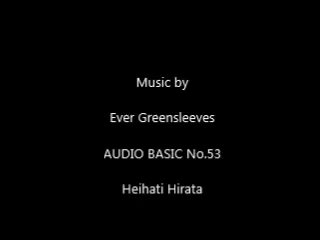 Music by
Ever Greensleeves
AUDIO BASIC No.53
Heihati Hirata